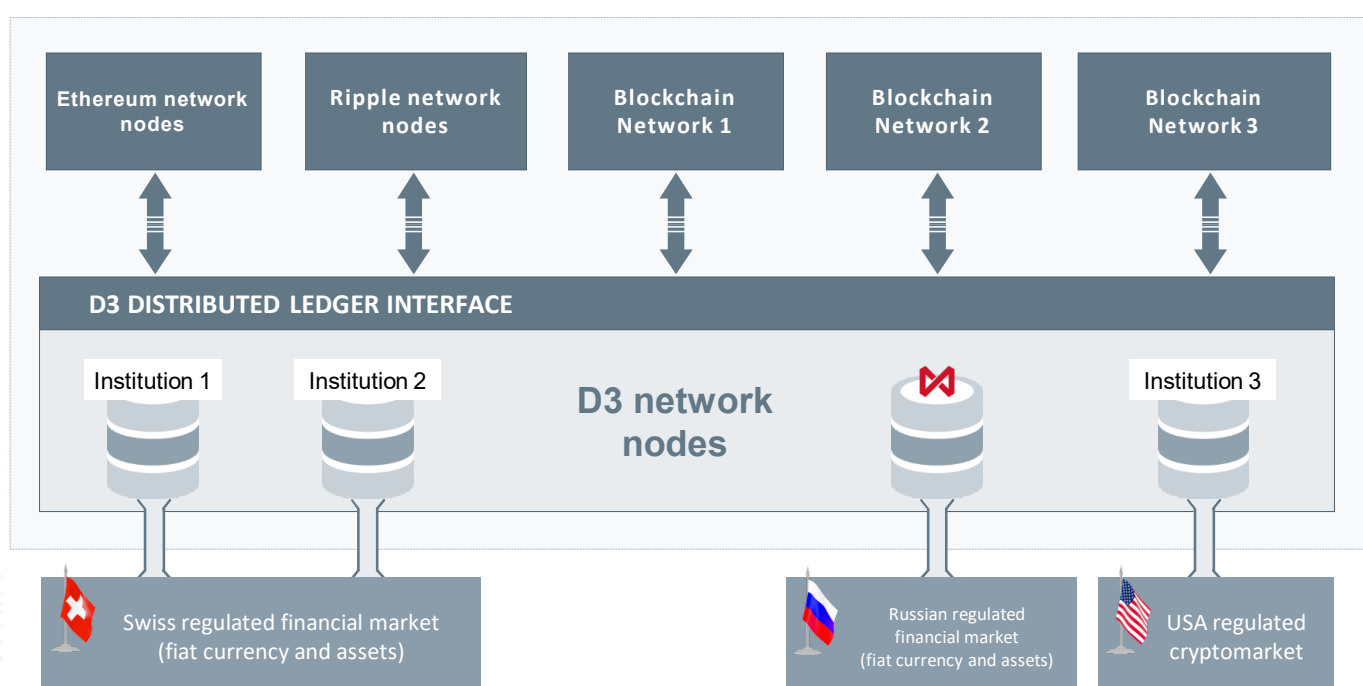 Ethereum network
nodes
Ripple network
nodes
Blockchain
Network 1
Blockchain
Network 2
Blockchain
Network 3
D3 DISTRIBUTED LEDGER INTERFACE
Institution 1
Institution 2
D3 network
nodes
Institution 3
Swiss regulated financial market
(fiat currency and assets)
Russian regulated
financial market
(fiat currency and assets)
USA regulated
cryptomarket